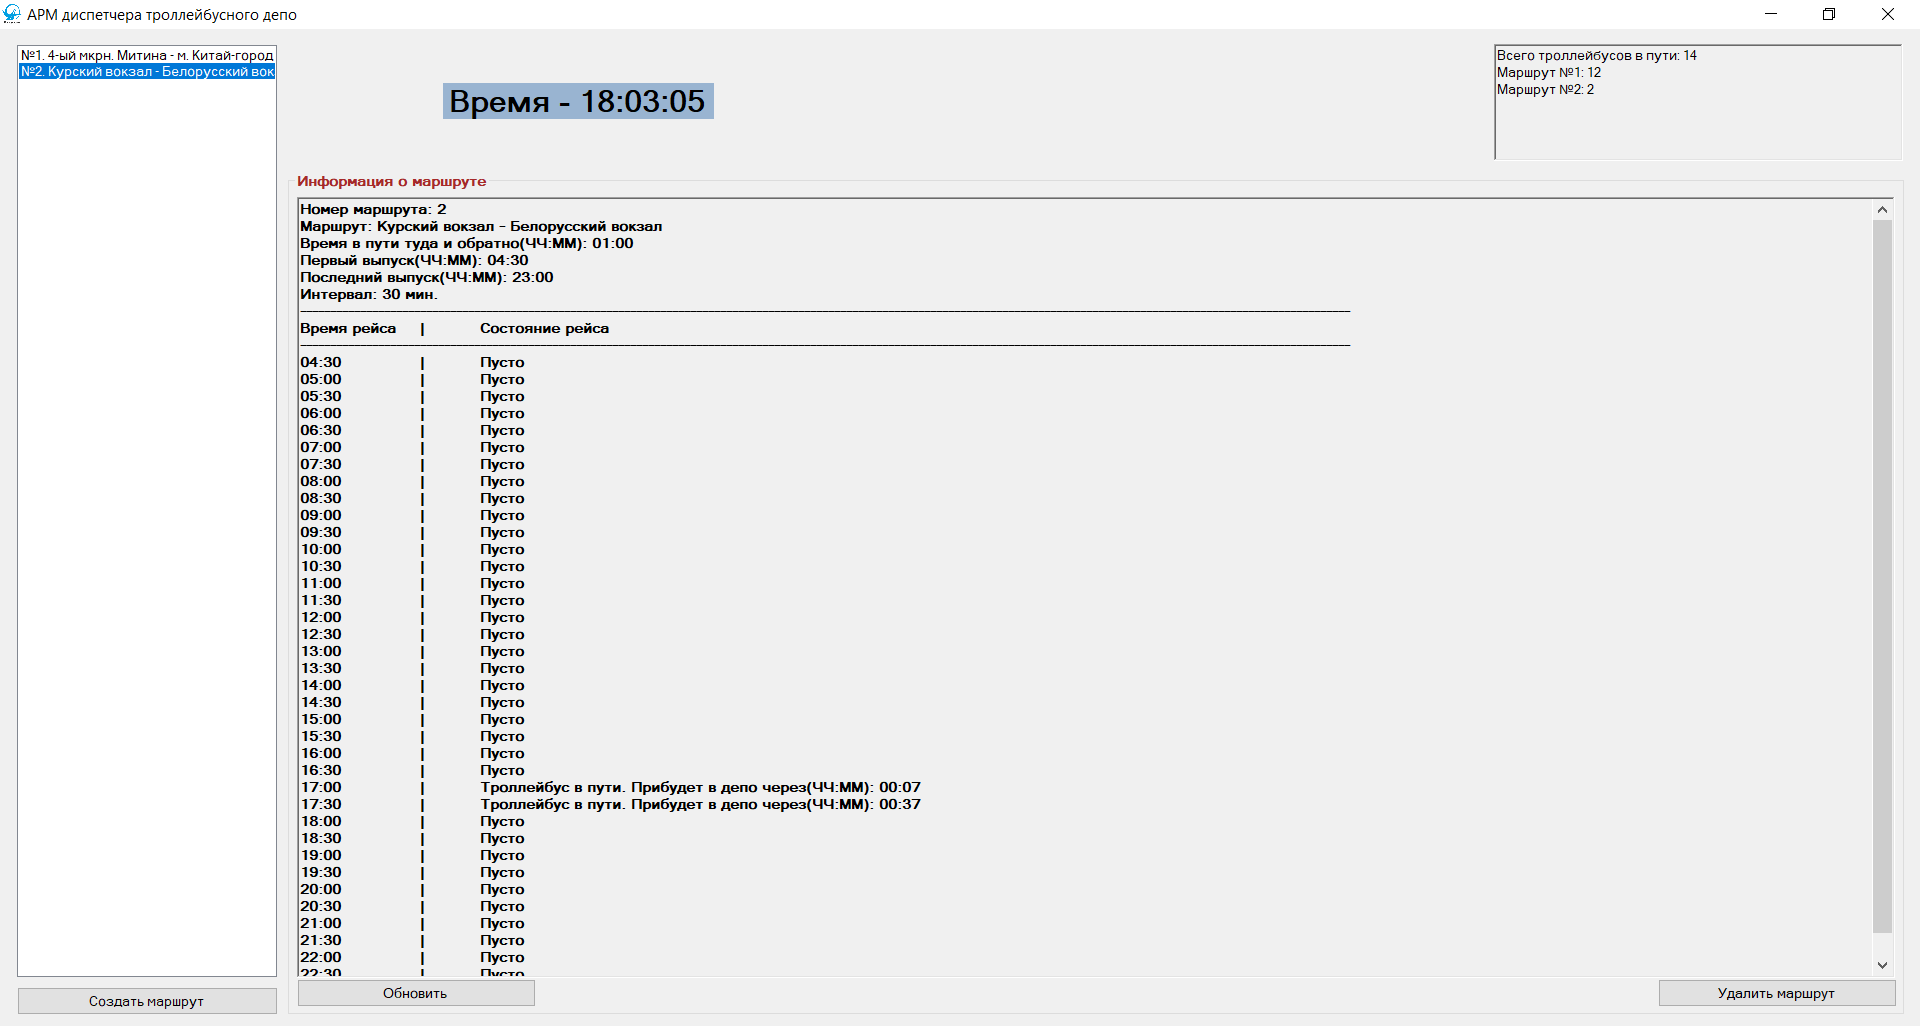 АРМ диспетчера троллейбусного депо
№1. 4-ый мкрн. Митина - м. Китай-город
№2. Курский вокзал - Белорусский вок
Время - 18:03:05
Всего троллейбусов в пути: 14
Маршрут №1: 12
Маршрут №2: 2
Информация о маршруте
Номер маршрута: 2
Маршрут: Курский вокзал - Белорусский вокзал
Время в пути туда и обратно(ЧЧ:ММ): 01:00
Первый выпуск(ЧЧ:ММ): 04:30
Последний выпуск(ЧЧ:ММ): 23:00
Интервал: 30 мин.
Время рейса | Состояние рейса
04:30 | Пусто
05:00 | Пусто
05:30 | Пусто
06:00 | Пусто
06:30 | Пусто
07:00 | Пусто
07:30 | Пусто
08:00 | Пусто
08:30 | Пусто
09:00 | Пусто
09:30 | Пусто
10:00 | Пусто
10:30 | Пусто
11:00 | Пусто
11:30 | Пусто
12:00 | Пусто
12:30 | Пусто
13:00 | Пусто
13:30 | Пусто
14:00 | Пусто
14:30 | Пусто
15:00 | Пусто
15:30 | Пусто
16:00 | Пусто
16:30 | Пусто
17:00 | Троллейбус в пути. Прибудет в депо через(ЧЧ:ММ): 00:07
17:30 | Троллейбус в пути. Прибудет в депо через(ЧЧ:ММ): 00:37
18:00 | Пусто
18:30 | Пусто
19:00 | Пусто
19:30 | Пусто
20:00 | Пусто
20:30 | Пусто
21:00 | Пусто
21:30 | Пусто
22:00 | Пусто
22:30 | Пусто
Создать маршрут
Обновить
Удалить маршрут